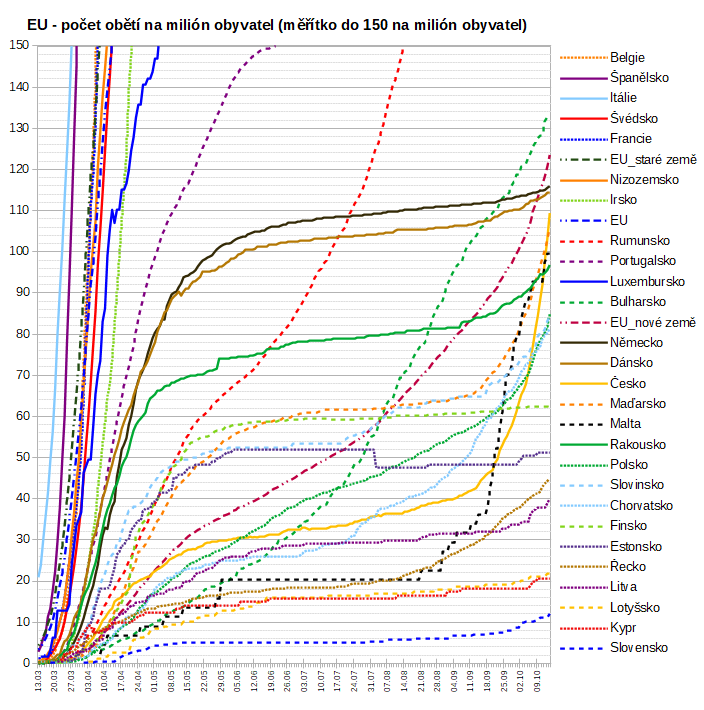 EU - počet obětí na milión obyvatel (měřítko do 150 na milión obyvatel)
150
140
130
120
110
100
90
80
70
60
50
40
30
20
10
0
13.03
20.03
27.03
03.04
10.04
17.04
24.04
01.05
08.05
15.05
22.05
29.05
05.06
12.06
19.06
26.06
03.07
10.07
17.07
24.07
31.07
07.08
14.08
21.08
28.08
04.09
11.09
18.09
25.09
02.10
09.10
Belgie
Španělsko
Itálie
Švédsko
Francie
EU_staré země
Nizozemsko
Irsko
EU
Rumunsko
Portugalsko
Luxembursko
Bulharsko
EU_nové země
Německo
Dánsko
Česko
Maďarsko
Malta
Rakousko
Polsko
Slovinsko
Chorvatsko
Finsko
Estonsko
Řecko
Litva
Lotyšsko
Kypr
Slovensko